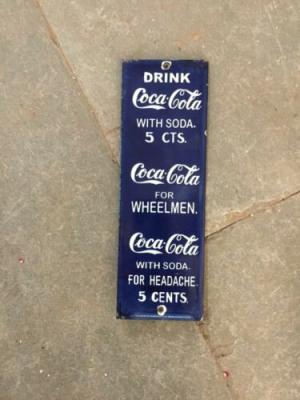 DRINK
Coca-Cola
WITH SODA.
5 CTS.
Coca-Cola
FOR
WHEELMEN.
Coca-Cola
WITH SODA.
FOR HEADACHE.
5 CENTS.